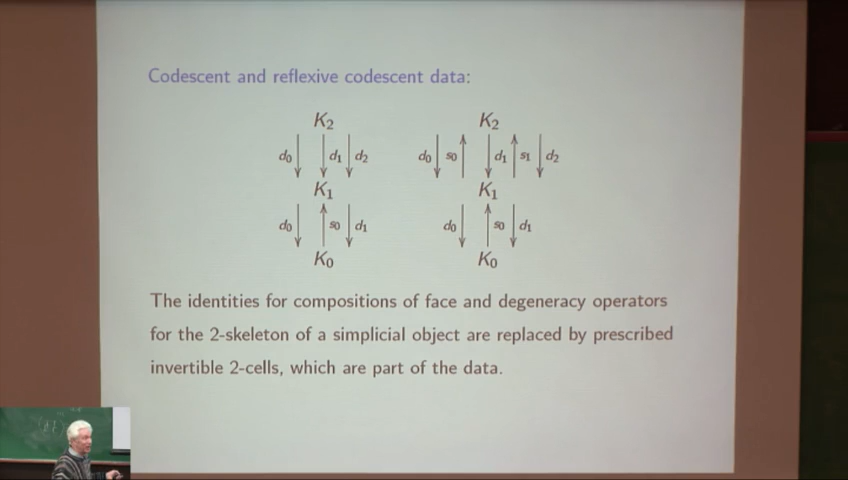 Codescent and reflexive codescent data:
K₂ K₂
d₀ d₁ d₂ d₀ s₀ d₁ s₁ d₂
K₁ K₁
d₀ s₀ d₁ d₀ s₀ d₁
K₀ K₀
The identities for compositions of face and degeneracy operators
for the 2-skeleton of a simplicial object are replaced by prescribed
invertible 2-cells, which are part of the data.